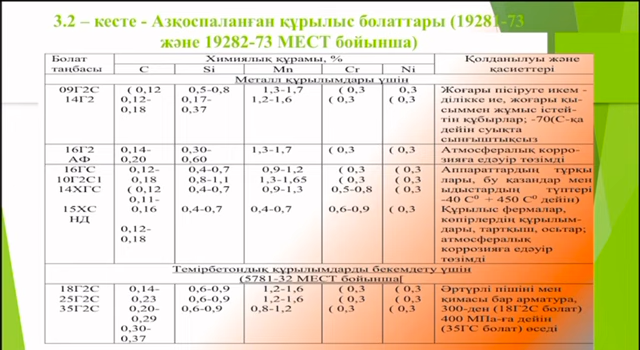 3.2 – кесте - Азқоспаланған құрылыс болаттары (19281-73
және 19282-73 МЕСТ бойынша)
Болат таңбасы Химиялық құрамы, % Қолданылуы және қасиеттері
C Si Mn Cr Ni
Металл құрылымдары үшін
09Г2С ( 0,12 0,5-0,8 1,3-1,7 ( 0,3 0,3 Жоғары пісіруге икем -
14Г2 0,12- 0,17- 1,2-1,6 ( 0,3 ( 0,3 ділікке ие, жоғары қы-
0,18 0,37 сыммен жұмыс істей-
тін құбырлар; -70(С-қа
дейін суықта
сынғыштықсыз
16Г2 0,14- 0,30- 1,3-1,7 ( 0,3 ( 0,3 Атмосфералық корро-
АФ 0,20 0,60 зияға едәуір төзімді
16ГС 0,12- 0,4-0,7 0,9-1,2 ( 0,3 ( 0,3 Аппараттардың тұрқы
10Г2С1 0,18 0,8-1,1 1,3-1,65 ( 0,3 ( 0,3 лары, бу қазандар мен
14ХГС ( 0,12 0,4-0,7 0,9-1,3 0,5-0,8 ( 0,3 ыдыстардың түптері
0,11- -40 С⁰ + 450 С⁰ дейін)
15ХС 0,16 0,4-0,7 0,4-0,7 0,6-0,9 ( 0,3 Құрылыс фермалар,
НД көпірлердің құрылым-
0,12- дары, тартқыш, осьтар;
0,18 атмосфералық
коррозияға едәуір
төзімді
Темірбетондық құрылымдарды бекемдету үшін
(5781-32 МЕСТ бойынша[
18Г2С 0,14- 0,6-0,9 1,2-1,6 ( 0,3 ( 0,3 Әртүрлі пішіні мен
25Г2С 0,23 0,6-0,9 1,2-1,6 ( 0,3 ( 0,3 қимасы бар арматура,
35Г2С 0,20- 0,6-0,9 0,8-1,2 ( 0,3 ( 0,3 300-ден (18Г2С болат)
0,29 400 МПа-ға дейін
0,30- (35ГС болат) өседі
0,37